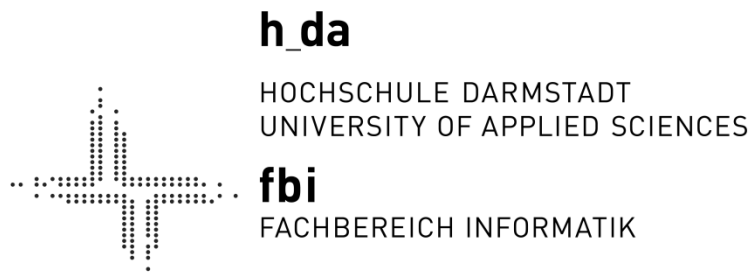 h_da
HOCHSCHULE DARMSTADT
UNIVERSITY OF APPLIED SCIENCES
fbi
FACHBEREICH INFORMATIK